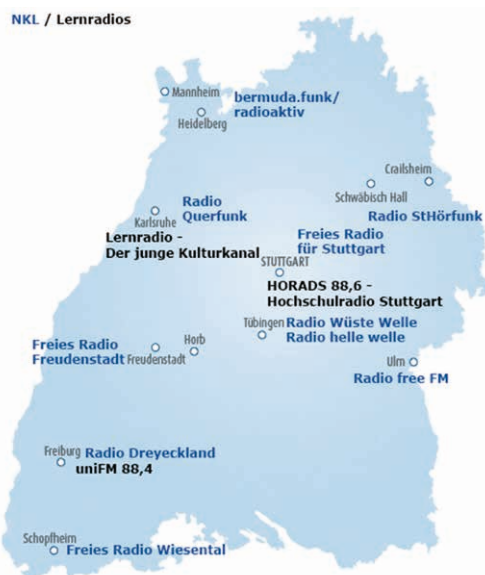 NKL / Lernradios
Mannheim
bermuda.funk/
radioaktiv
Heidelberg
Crailsheim
Schwäbisch Hall
Radio StHörfunk
Radio
Querfunk
Karlsruhe
Lernradio -
Der junge Kulturkanal
Freies Radio
für Stuttgart
STUTTGART
HORADS 88,6 -
Hochschulradio Stuttgart
Tübingen
Radio Wüste Welle
Radio helle welle
Freies Radio
Freudenstadt
Freudenstadt
Horb
Ulm
Radio free FM
Freiburg
Radio Dreyeckland
uniFM 88,4
Schopfheim
Freies Radio Wiesental